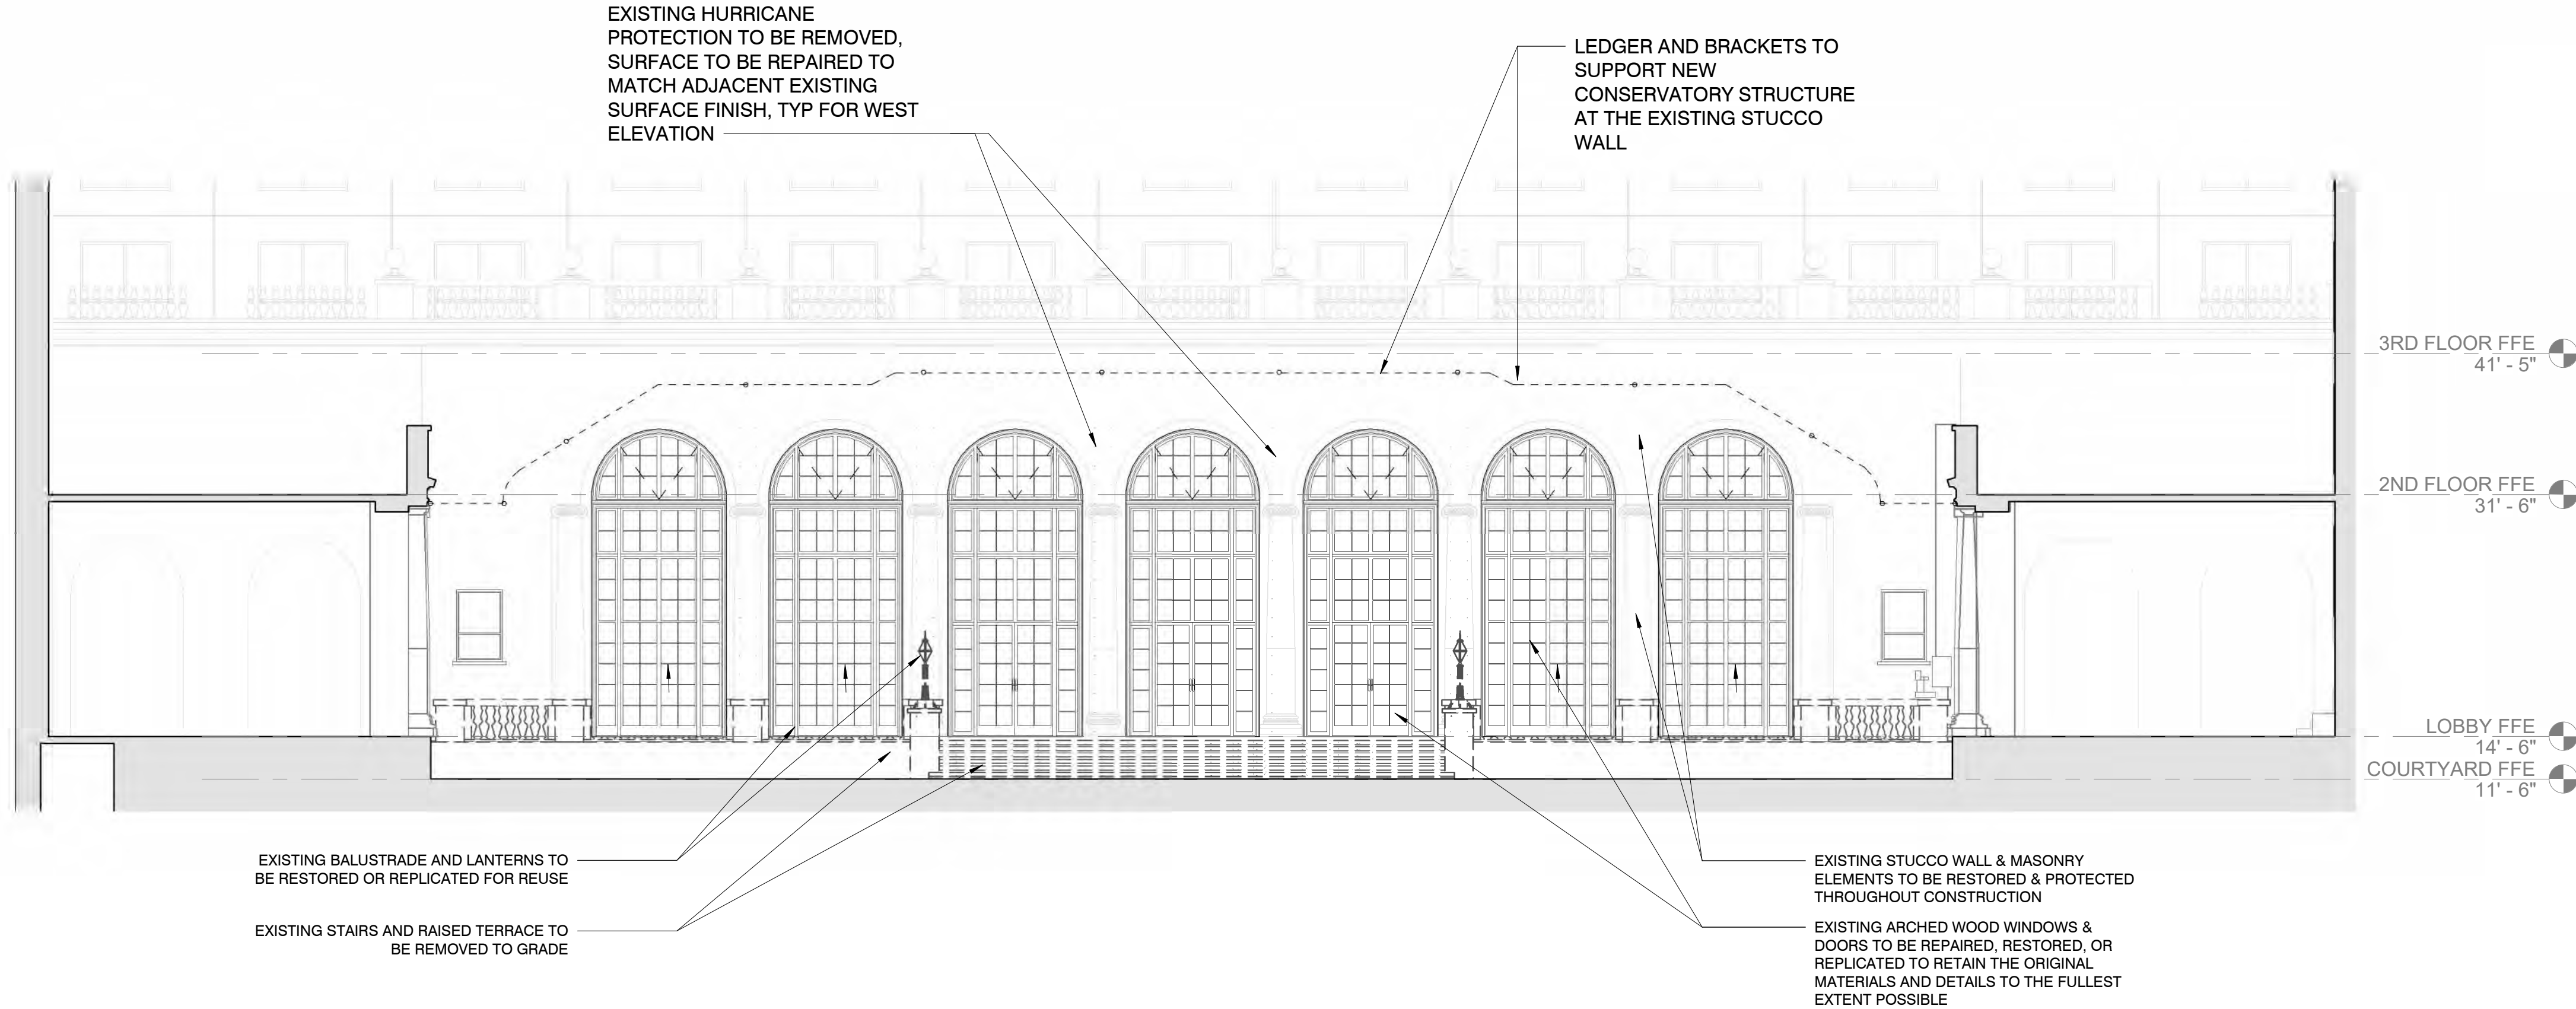 EXISTING HURRICANE
PROTECTION TO BE REMOVED,
SURFACE TO BE REPAIRED TO
MATCH ADJACENT EXISTING
SURFACE FINISH, TYP FOR WEST
ELEVATION
LEDGER AND BRACKETS TO
SUPPORT NEW
CONSERVATORY STRUCTURE
AT THE EXISTING STUCCO
WALL
3RD FLOOR FFE
41' - 5"
2ND FLOOR FFE
31' - 6"
LOBBY FFE
14' - 6"
COURTYARD FFE
11' - 6"
EXISTING BALUSTRADE AND LANTERNS TO
BE RESTORED OR REPLICATED FOR REUSE
EXISTING STAIRS AND RAISED TERRACE TO
BE REMOVED TO GRADE
EXISTING STUCCO WALL & MASONRY
ELEMENTS TO BE RESTORED & PROTECTED
THROUGHOUT CONSTRUCTION
EXISTING ARCHED WOOD WINDOWS &
DOORS TO BE REPAIRED, RESTORED, OR
REPLICATED TO RETAIN THE ORIGINAL
MATERIALS AND DETAILS TO THE FULLEST
EXTENT POSSIBLE